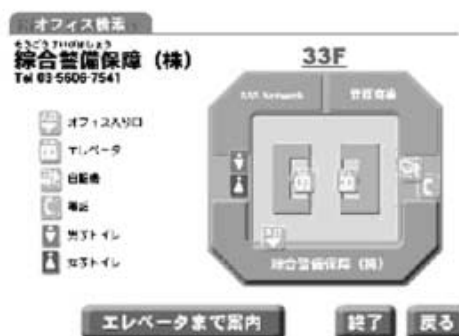 オフィス検索
そうごうけいびほしょう
綜合警備保障（株）
Tel 03-5606-7541
33F
オフィス入り口
エレベータ
自販機
電話
男子トイレ
女子トイレ
綜合警備保障（株）
エレベータまで案内
終了
戻る